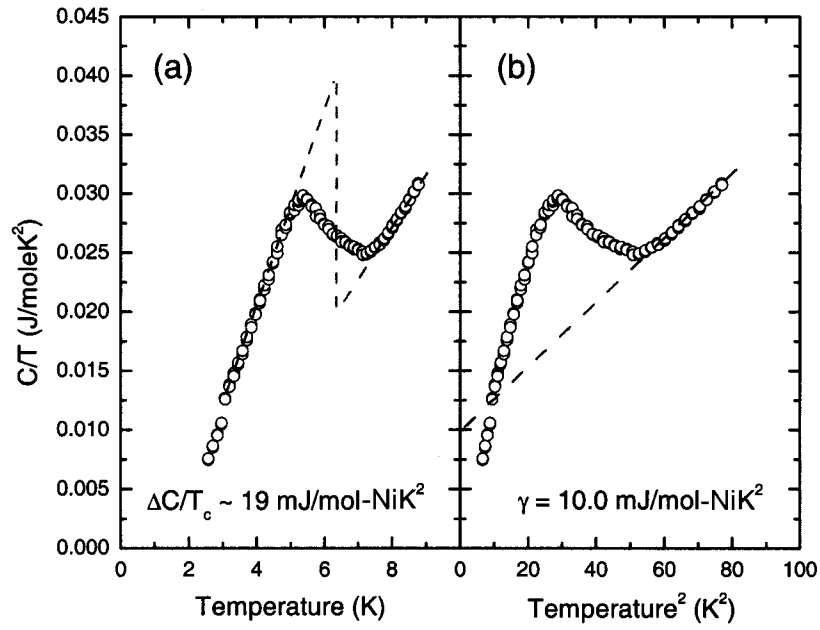 0.045
0.040
0.035
0.030
0.025
0.020
0.015
0.010
0.005
0.000
C/T (J/moleK²)
(a)
ΔC/T_c ~ 19 mJ/mol-NiK²
0 2 4 6 8
Temperature (K)
(b)
γ = 10.0 mJ/mol-NiK²
0 20 40 60 80 100
Temperature² (K²)